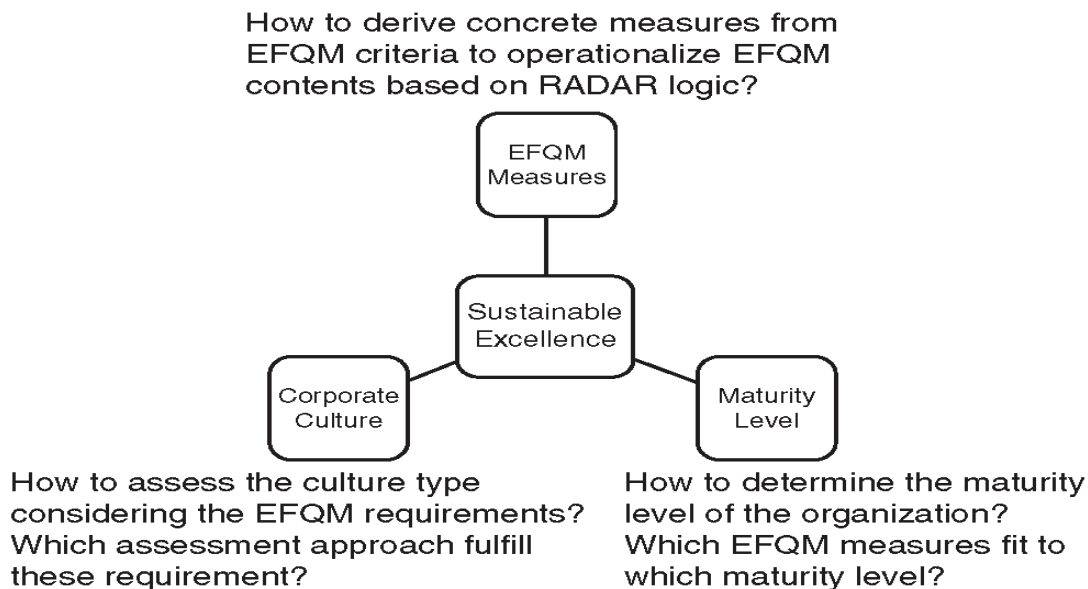 How to derive concrete measures from
EFQM criteria to operationalize EFQM
contents based on RADAR logic?
EFQM
Measures
Sustainable
Excellence
Corporate
Culture
Maturity
Level
How to assess the culture type
considering the EFQM requirements?
Which assessment approach fulfill
these requirement?
How to determine the maturity
level of the organization?
Which EFQM measures fit to
which maturity level?